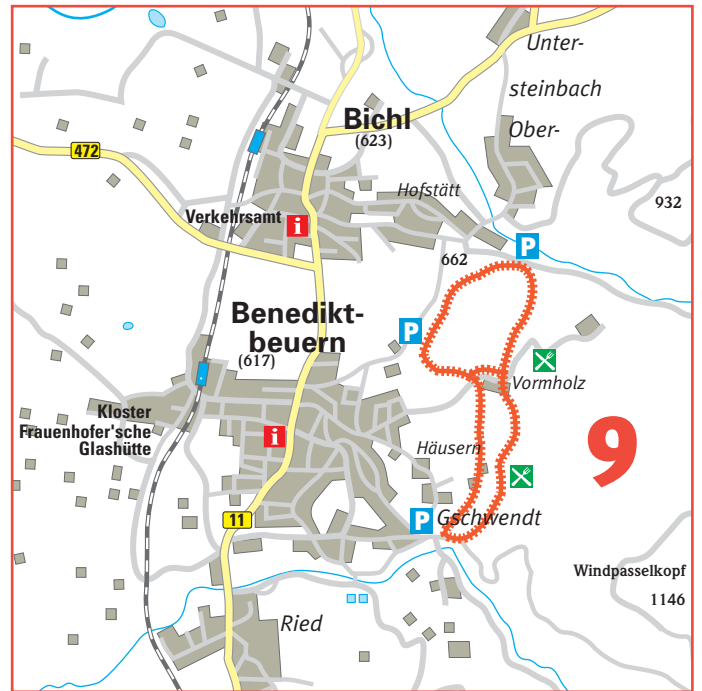 Unter-
steinbach
Ober-
Bichl
(623)
472
Hofstätt
932
Verkehrsamt
i
P
662
Benedikt-
beuern
(617)
P
Vormholz
Kloster
Frauenhofer'sche
Glashütte
i
Häusern
9
11
P
Gschwendt
Windpasselkopf
1146
Ried